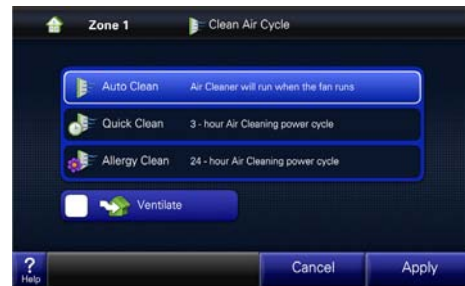 Zone 1 Clean Air Cycle
Auto Clean Air Cleaner will run when the fan runs
Quick Clean 3 - hour Air Cleaning power cycle
Allergy Clean 24 - hour Air Cleaning power cycle
Ventilate
? Help Cancel Apply